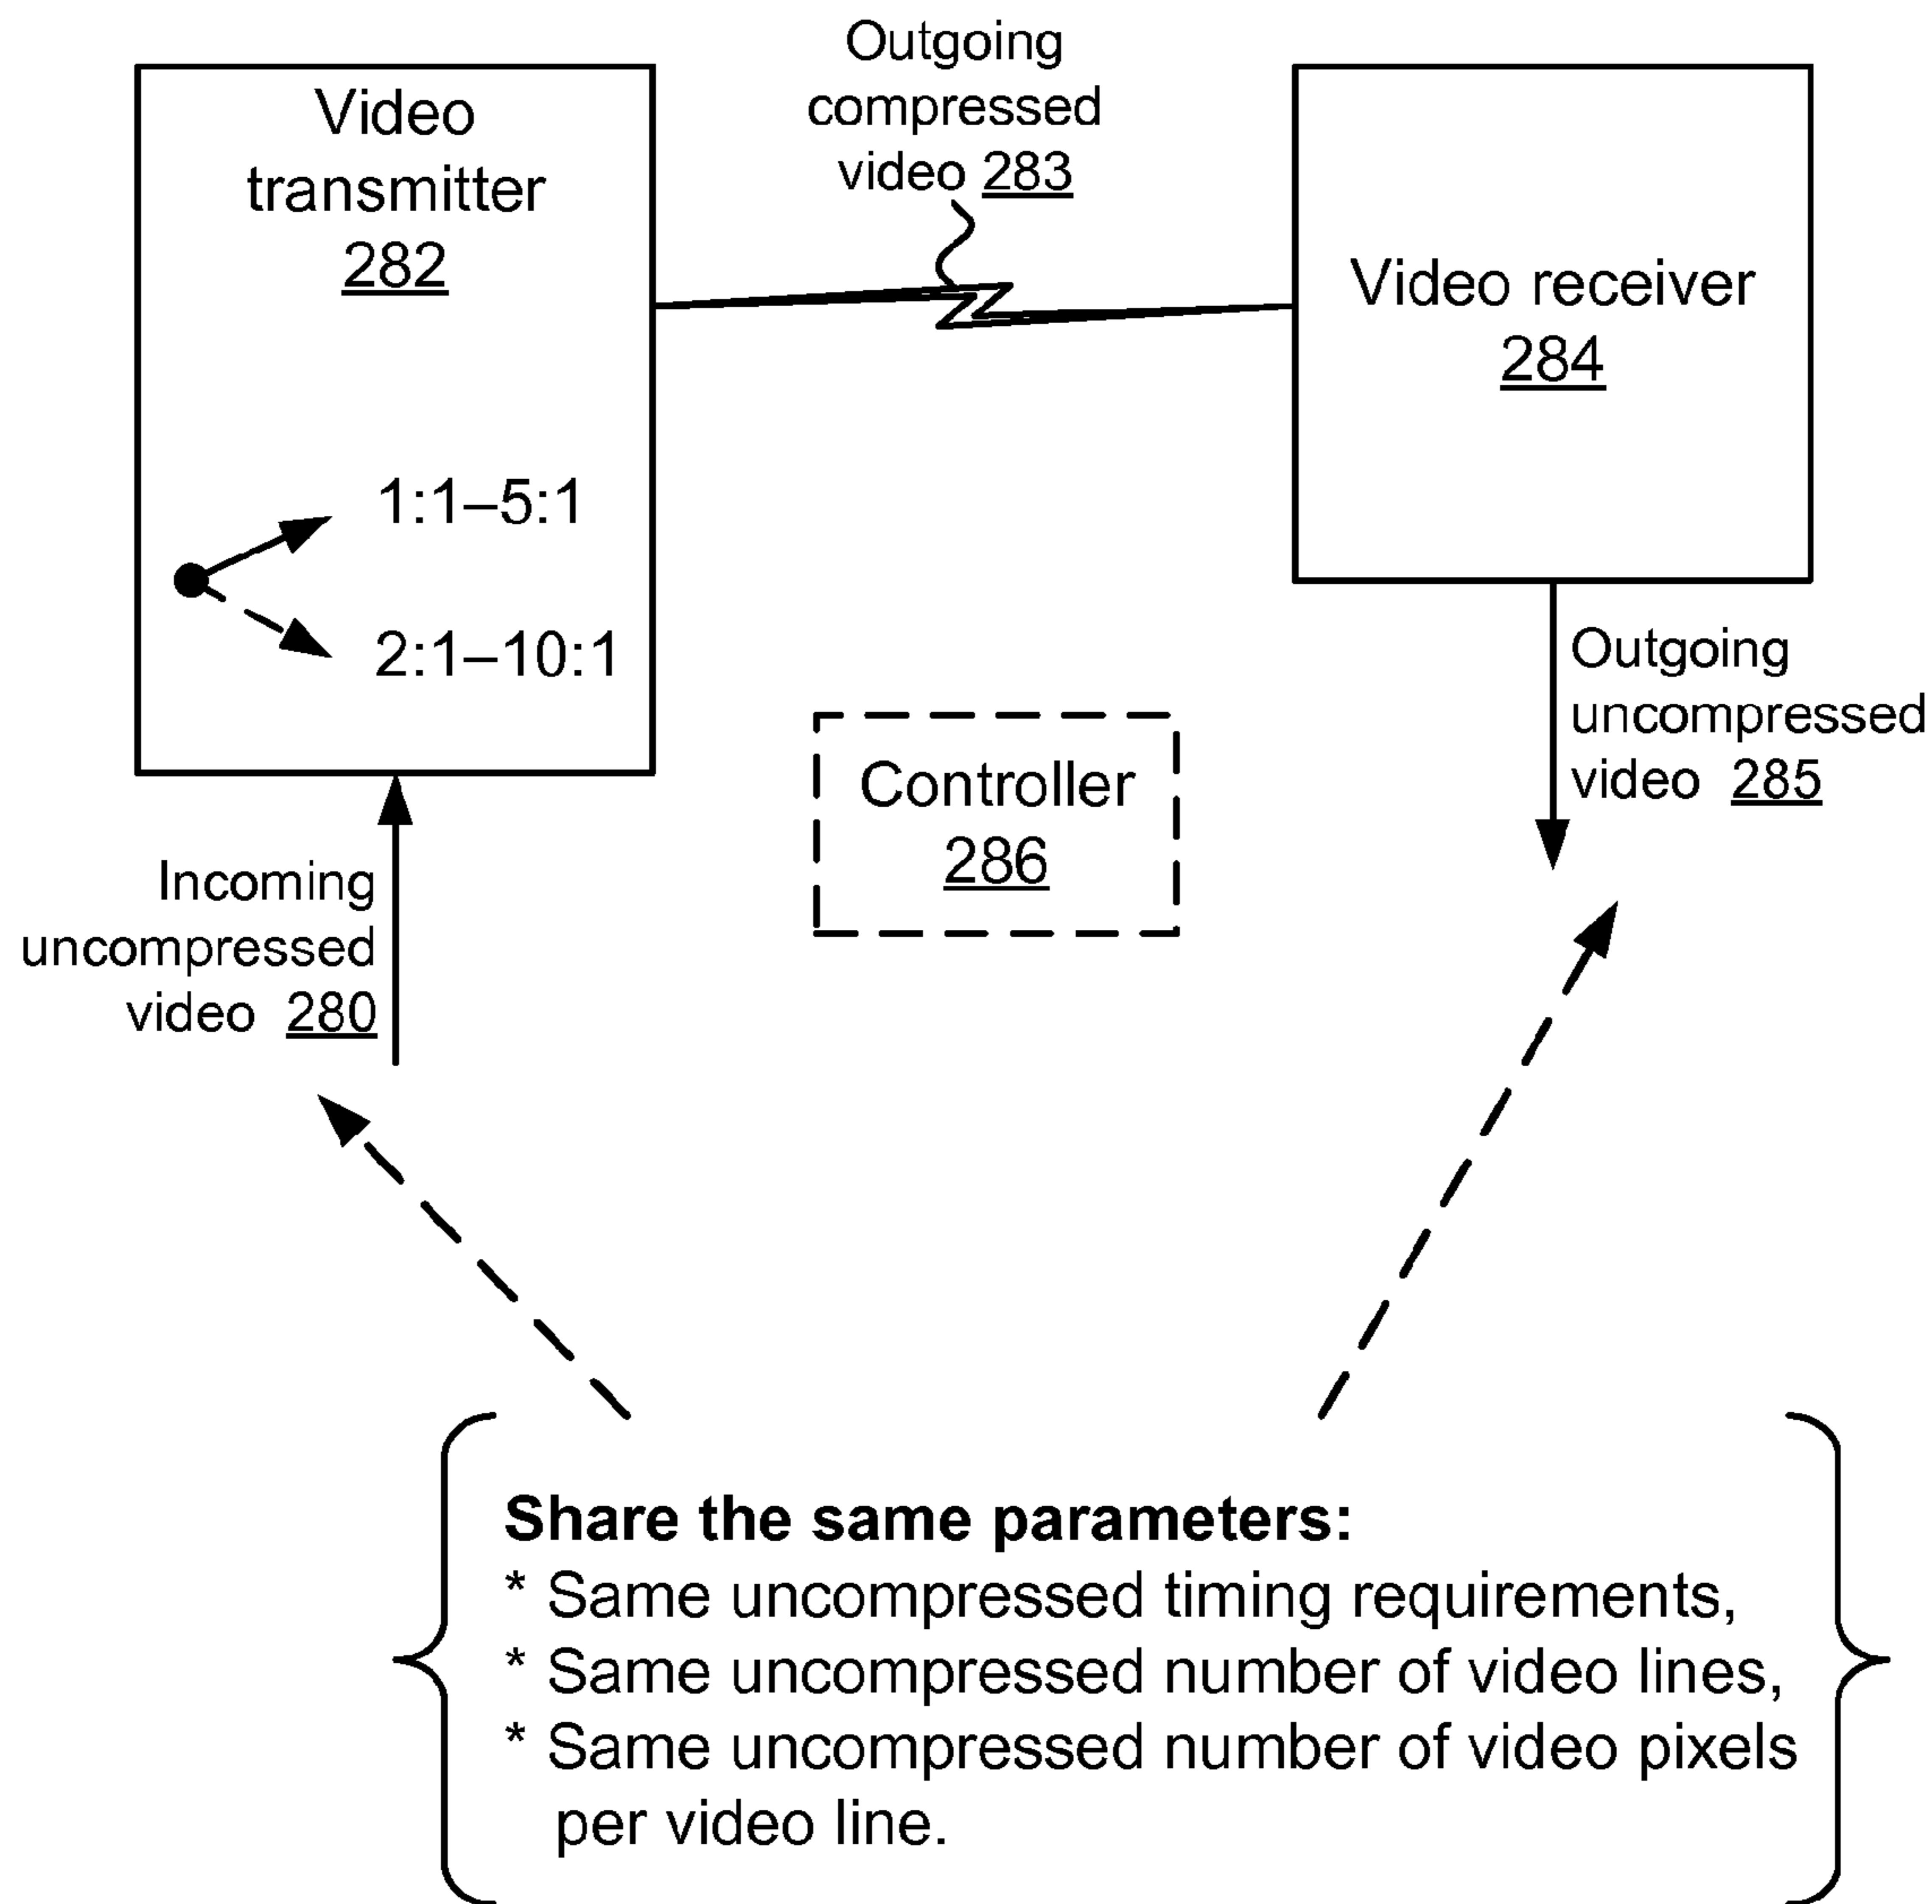 Video
transmitter
282
1:1–5:1
2:1–10:1
Outgoing
compressed
video 283
Video receiver
284
Outgoing
uncompressed
video 285
Controller
286
Incoming
uncompressed
video 280
Share the same parameters:
* Same uncompressed timing requirements,
* Same uncompressed number of video lines,
* Same uncompressed number of video pixels
per video line.